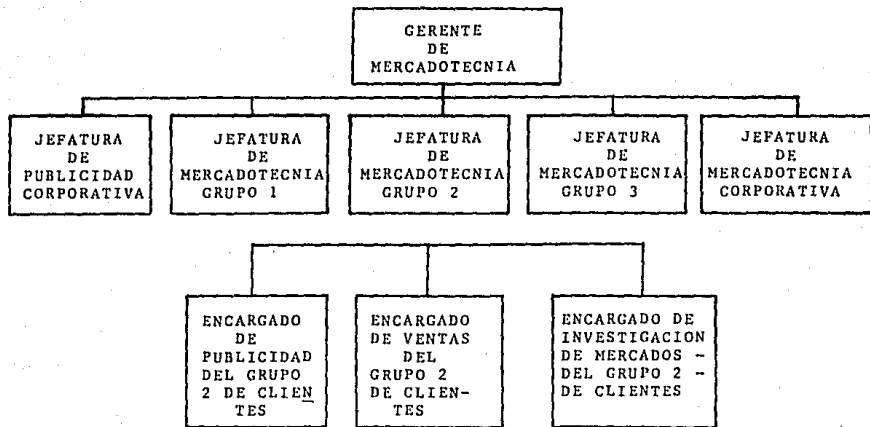 GERENTE
DE
MERCADOTECNIA
JEFATURA
DE
PUBLICIDAD
CORPORATIVA
JEFATURA
DE
MERCADOTECNIA
GRUPO 1
JEFATURA
DE
MERCADOTECNIA
GRUPO 2
JEFATURA
DE
MERCADOTECNIA
GRUPO 3
JEFATURA
DE
MERCADOTECNIA
CORPORATIVA
ENCARGADO
DE
PUBLICIDAD
DEL GRUPO
2 DE CLIEN
TES
ENCARGADO
DE VENTAS
DEL
GRUPO 2
DE CLIEN-
TES
ENCARGADO DE
INVESTIGACION
DE MERCADOS -
DEL GRUPO 2 -
DE CLIENTES